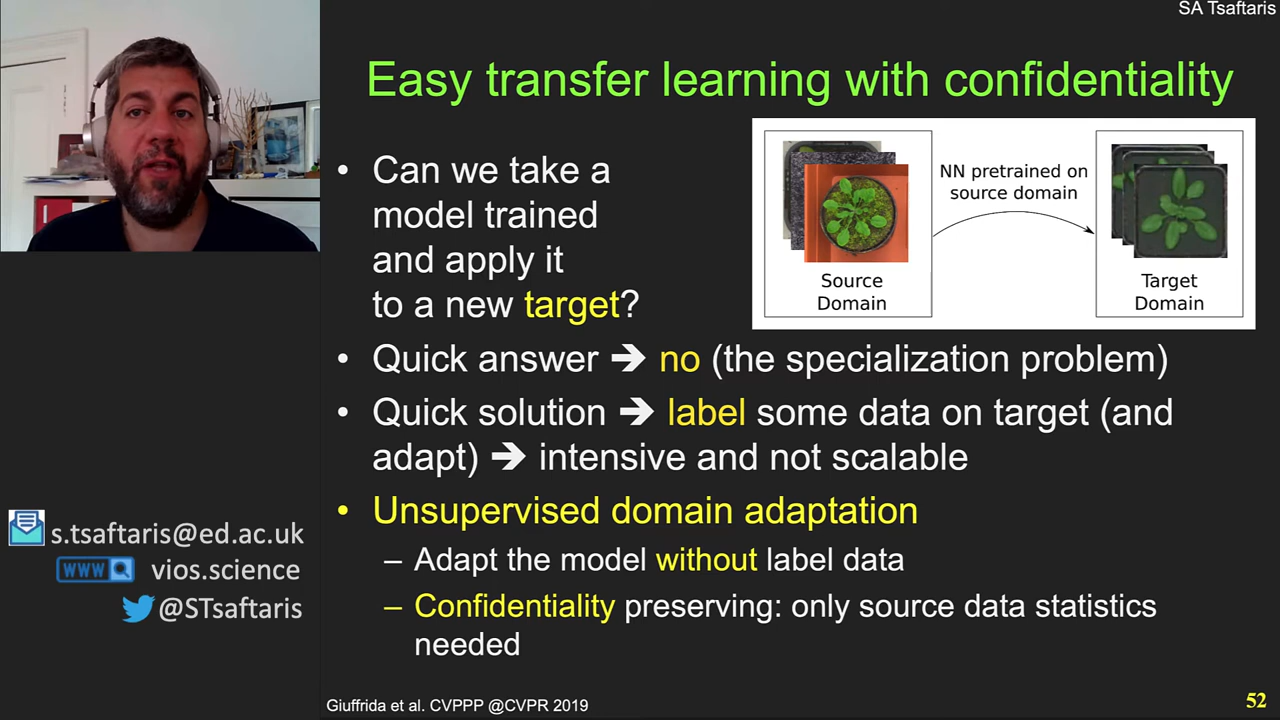 SA Tsaftaris
Easy transfer learning with confidentiality
• Can we take a
model trained
and apply it
to a new target?
NN pretrained on
source domain
Source
Domain
Target
Domain
• Quick answer ➔ no (the specialization problem)
• Quick solution ➔ label some data on target (and
adapt) ➔ intensive and not scalable
• Unsupervised domain adaptation
– Adapt the model without label data
– Confidentiality preserving: only source data statistics
needed
s.tsaftaris@ed.ac.uk
WWW vios.science
@STsaftaris
Giuffrida et al. CVPPP @CVPR 2019
52